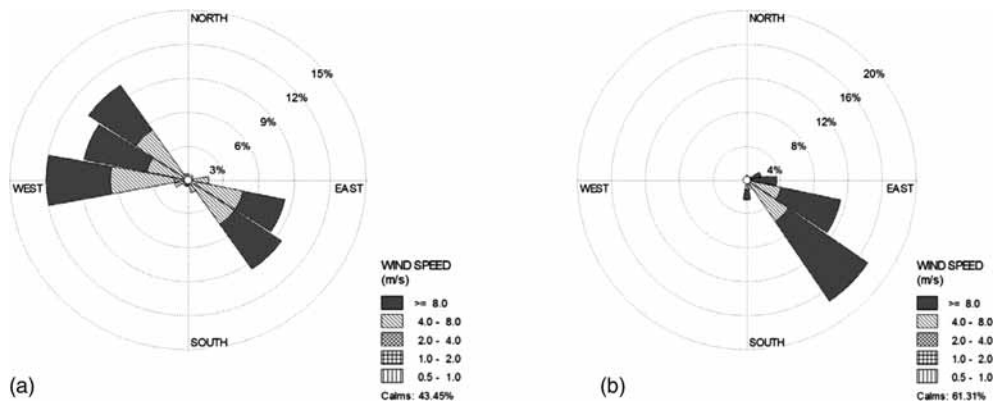 NORTH
15%
12%
9%
6%
3%
WEST
EAST
SOUTH
WIND SPEED
(m/s)
>= 8.0
4.0 - 8.0
2.0 - 4.0
1.0 - 2.0
0.5 - 1.0
Calms: 43.45%
(a)
NORTH
20%
16%
12%
8%
4%
WEST
EAST
SOUTH
WIND SPEED
(m/s)
>= 8.0
4.0 - 8.0
2.0 - 4.0
1.0 - 2.0
0.5 - 1.0
Calms: 61.31%
(b)